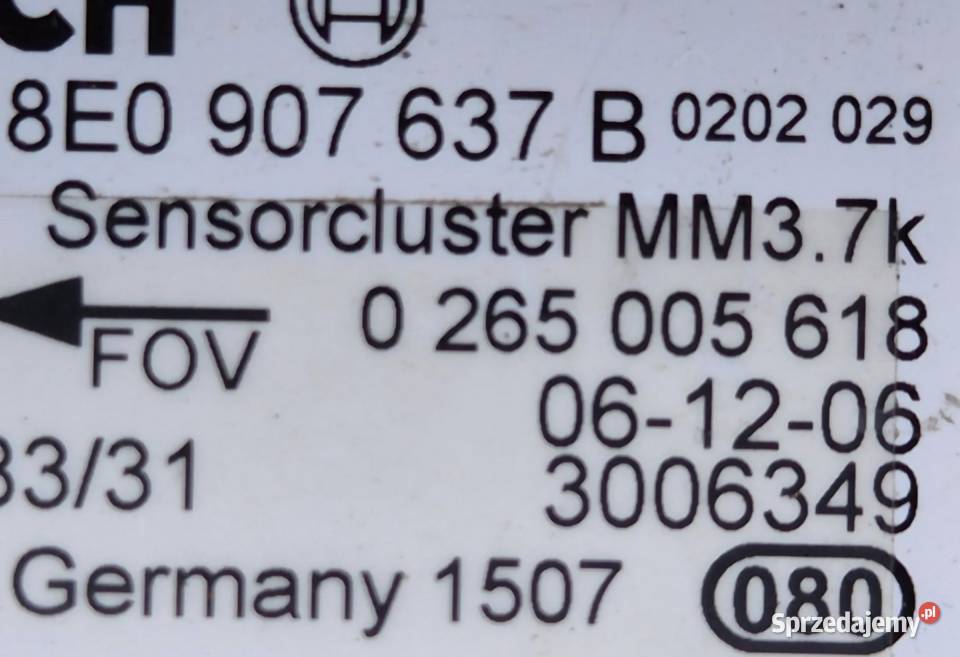 CH
8E0 907 637 B 0202 029
Sensorcluster MM3.7k
0 265 005 618
FOV
06-12-06
33/31
3006349
Germany 1507
080
Sprzedajemy.pl